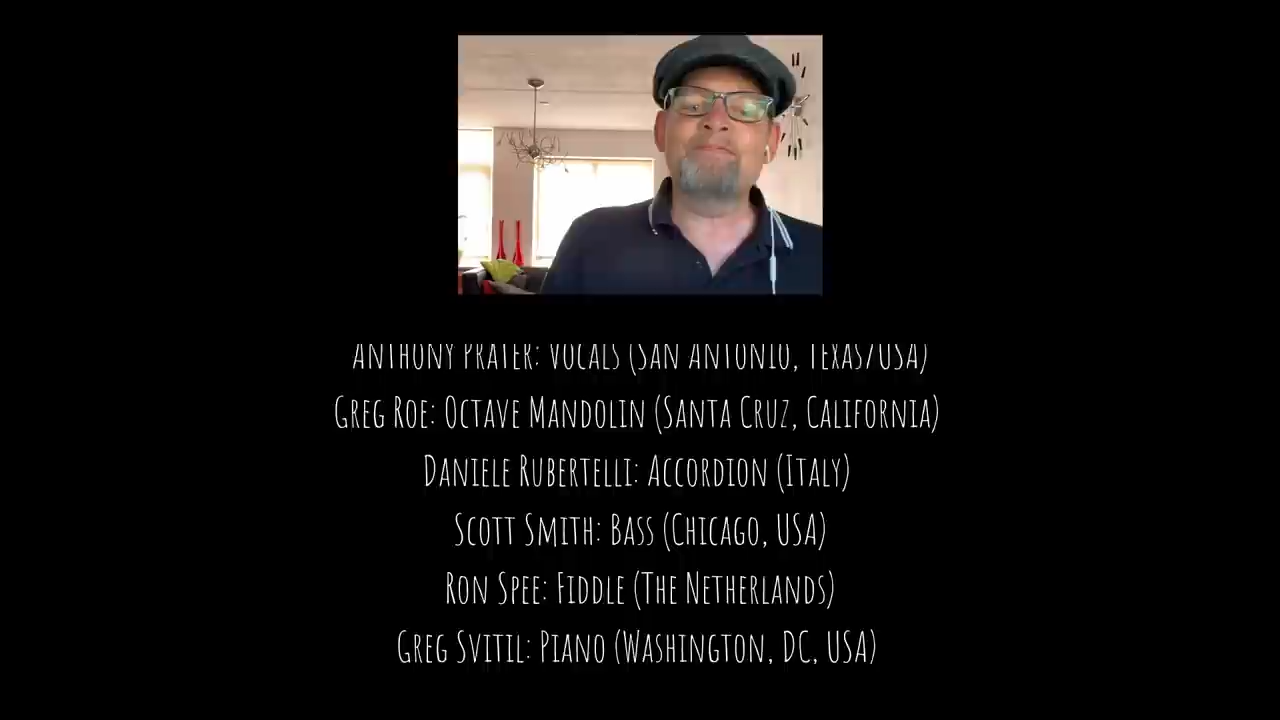 Anthony Prater: Vocals (San Antonio, Texas/USA)
Greg Roe: Octave Mandolin (Santa Cruz, California)
Daniele Rubertelli: Accordion (Italy)
Scott Smith: Bass (Chicago, USA)
Ron Spee: Fiddle (The Netherlands)
Greg Svitil: Piano (Washington, DC, USA)